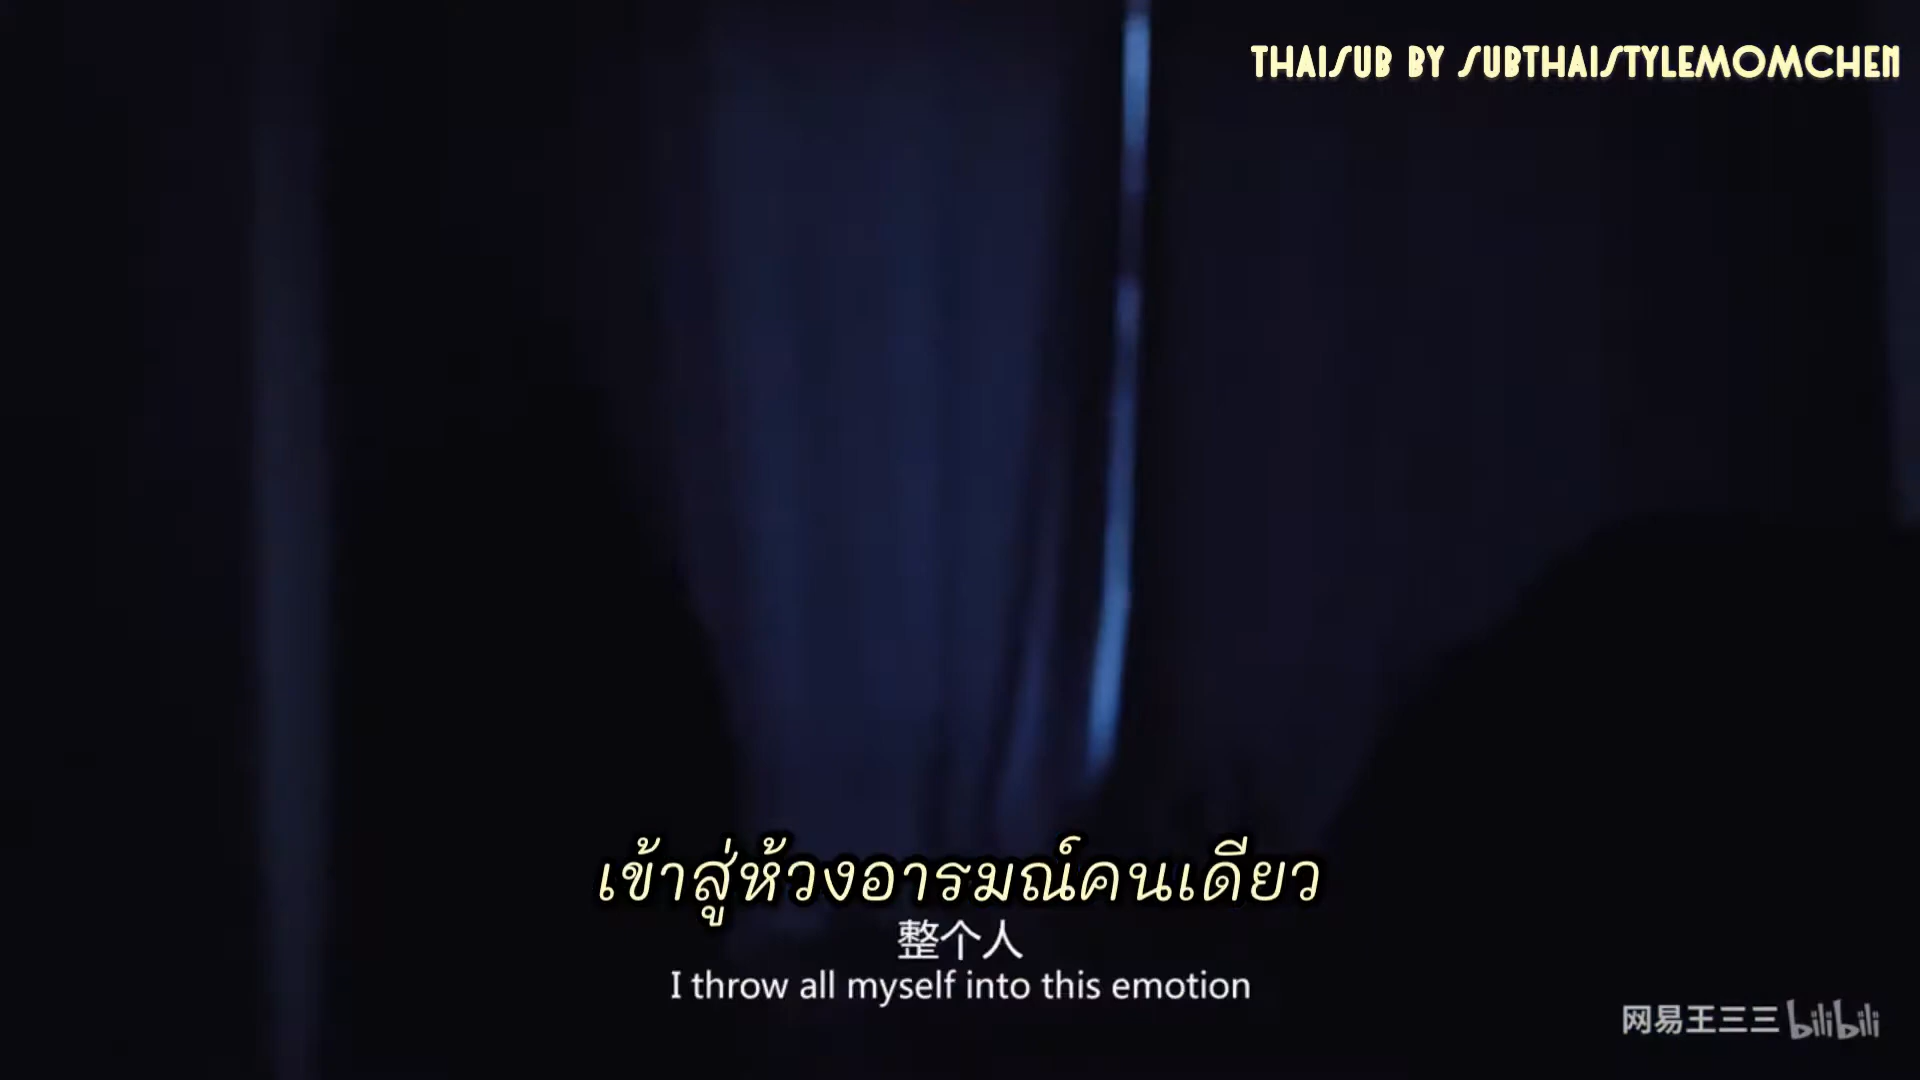 THAISUB BY SUBTHAISTYLEMOMCHEN
เข้าสู่ห้วงอารมณ์คนเดียว
整个人
I throw all myself into this emotion
网易王三三 bilibili